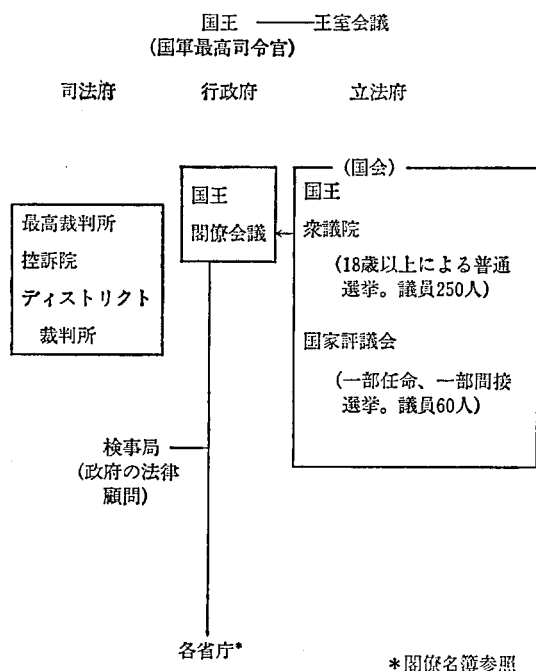 国王 王室会議
(国軍最高司令官)
司法府 行政府 立法府
(国会)
国王
閣僚会議
国王
衆議院
(18歳以上による普通
選挙。議員250人)
国家評議会
(一部任命、一部間接
選挙。議員60人)
最高裁判所
控訴院
ディストリクト
裁判所
検事局
(政府の法律
顧問)
各省庁*
*閣僚名簿参照